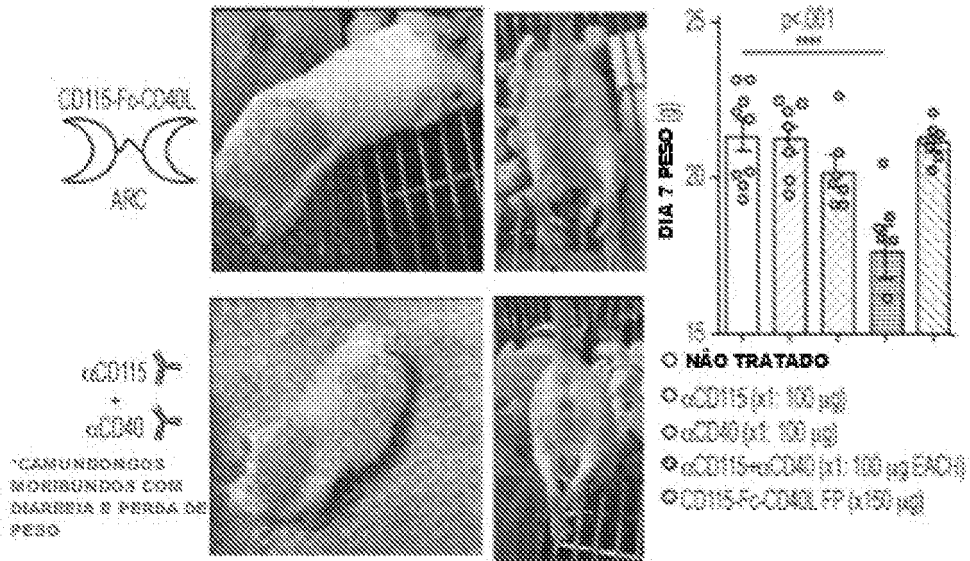 CD115-Fc-CD40L
ARC
αCD115
+
αCD40
*CAMUNDONGOS
MORIBUNDOS COM
DIARREIA E PERDA DE
PESO
p<.001
****
25
20
15
DIA 7 PESO (g)
NÃO TRATADO
αCD115 (x1: 100 µg)
αCD40 (x1: 100 µg)
αCD115+αCD40 (x1: 100 µg EACH)
CD115-Fc-CD40L FP (x150 µg)